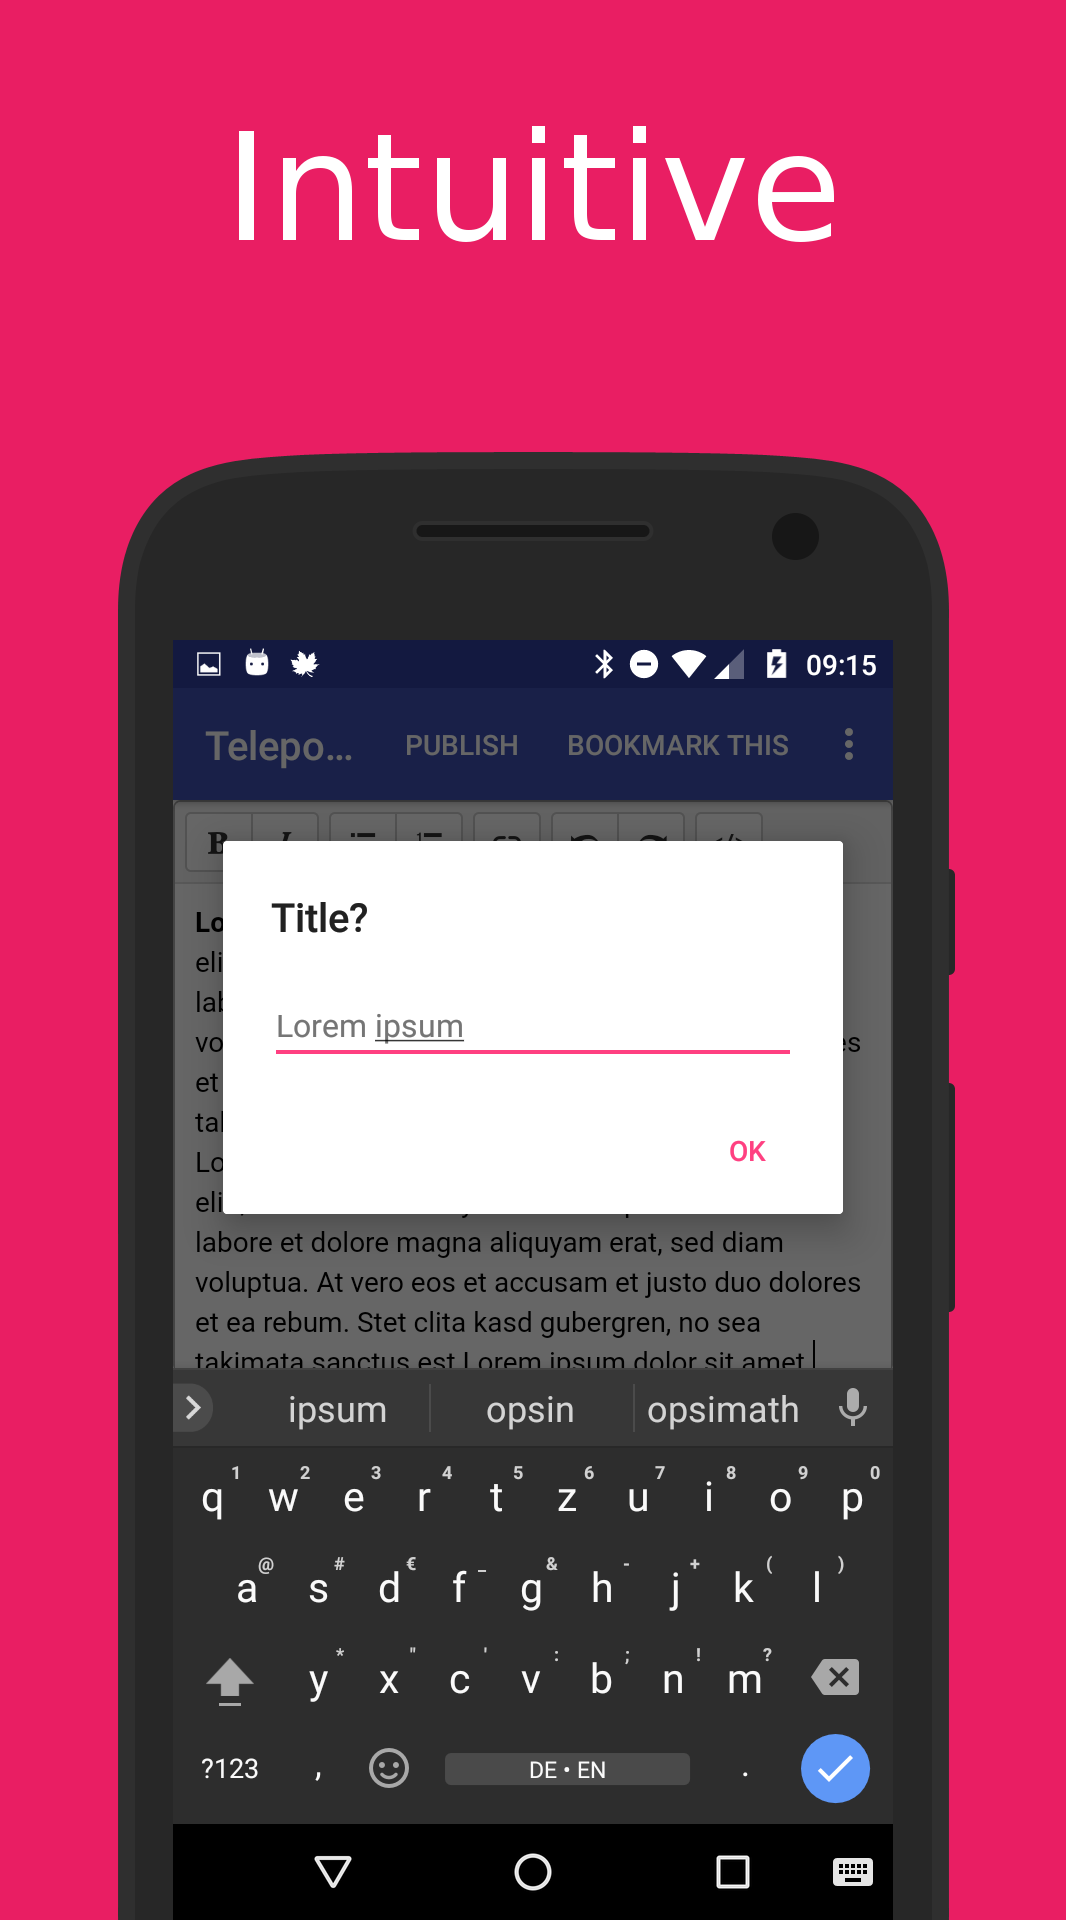 Intuitive
09:15
Telepo... PUBLISH BOOKMARK THIS
B I
Title?
Lorem ipsum
OK
labore et dolore magna aliquyam erat, sed diam
voluptua. At vero eos et accusam et justo duo dolores
et ea rebum. Stet clita kasd gubergren, no sea
takimata sanctus est Lorem ipsum dolor sit amet.
ipsum opsin opsimath
1 2 3 4 5 6 7 8 9 0
q w e r t z u i o p
@ # € _ & - + ( )
a s d f g h j k l
* " ' : ; ! ?
y x c v b n m
?123 , DE • EN .